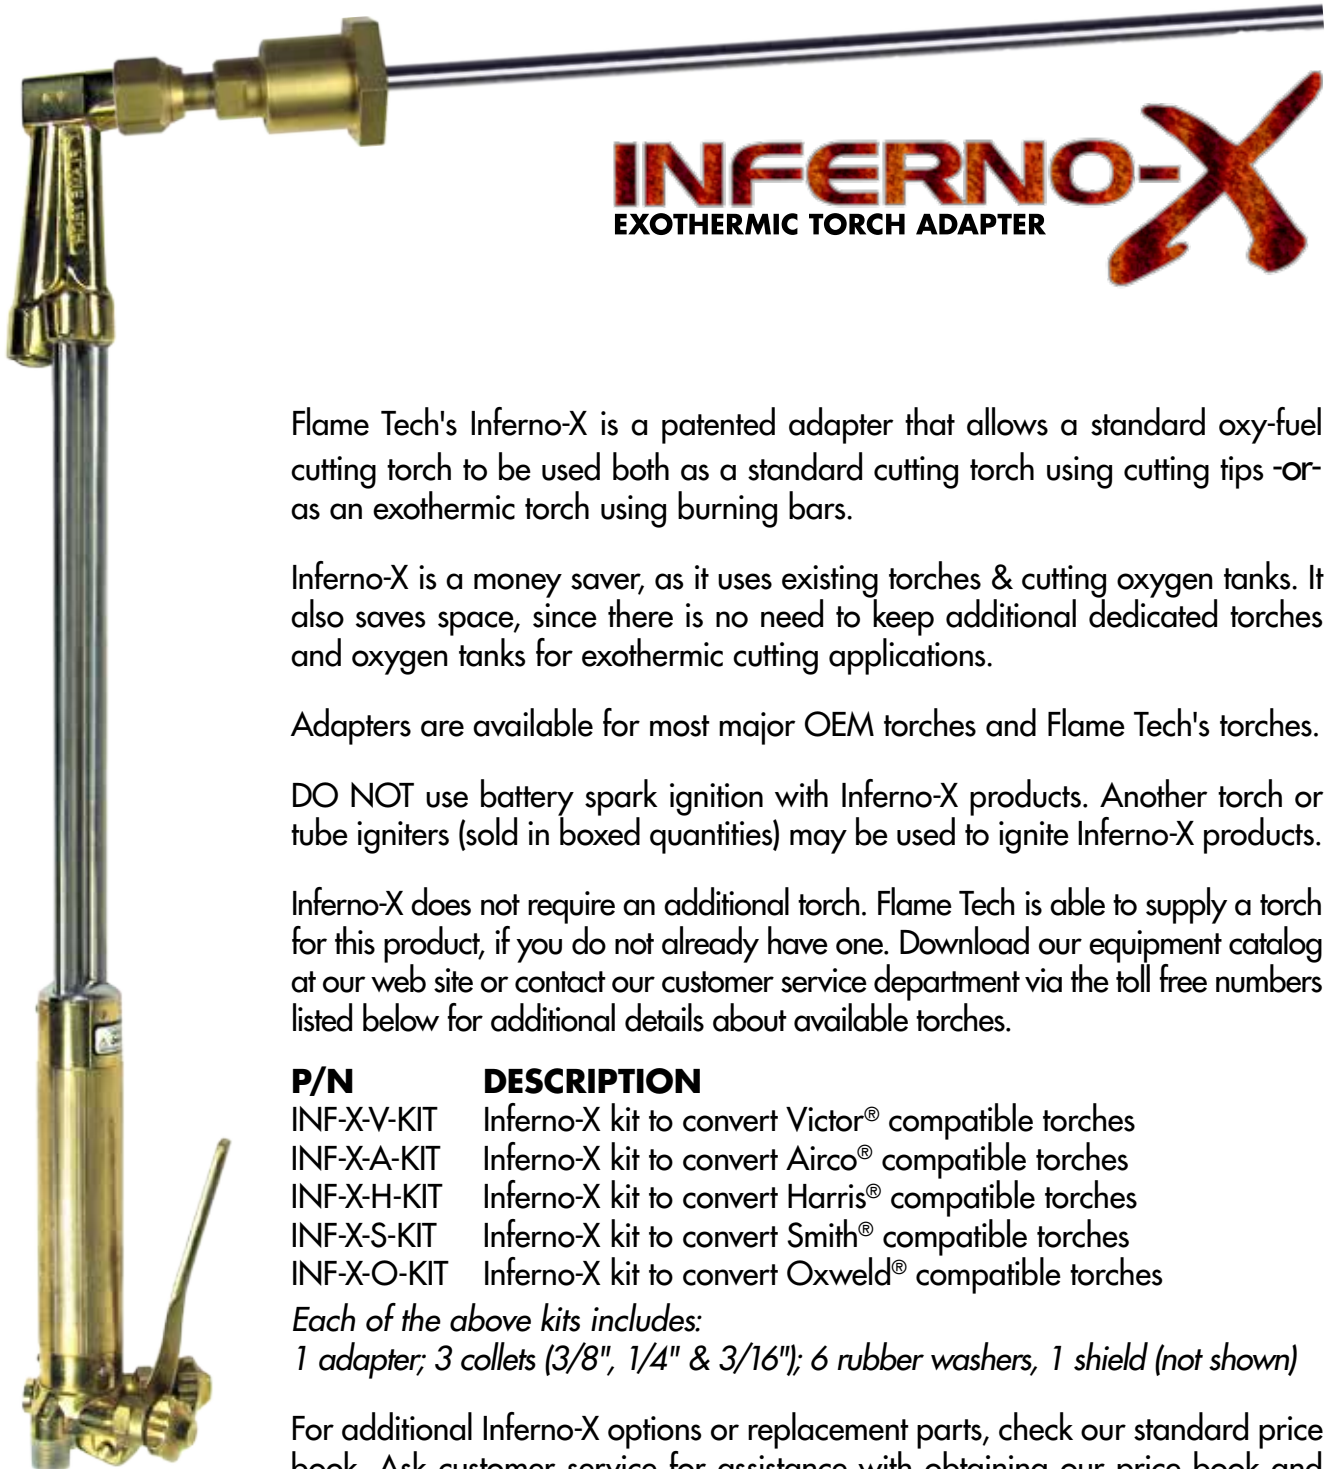 INFERNO-X
EXOTHERMIC TORCH ADAPTER
Flame Tech's Inferno-X is a patented adapter that allows a standard oxy-fuel
cutting torch to be used both as a standard cutting torch using cutting tips -or-
as an exothermic torch using burning bars.
Inferno-X is a money saver, as it uses existing torches & cutting oxygen tanks. It
also saves space, since there is no need to keep additional dedicated torches
and oxygen tanks for exothermic cutting applications.
Adapters are available for most major OEM torches and Flame Tech's torches.
DO NOT use battery spark ignition with Inferno-X products. Another torch or
tube igniters (sold in boxed quantities) may be used to ignite Inferno-X products.
Inferno-X does not require an additional torch. Flame Tech is able to supply a torch
for this product, if you do not already have one. Download our equipment catalog
at our web site or contact our customer service department via the toll free numbers
listed below for additional details about available torches.
P/N DESCRIPTION
INF-X-V-KIT Inferno-X kit to convert Victor® compatible torches
INF-X-A-KIT Inferno-X kit to convert Airco® compatible torches
INF-X-H-KIT Inferno-X kit to convert Harris® compatible torches
INF-X-S-KIT Inferno-X kit to convert Smith® compatible torches
INF-X-O-KIT Inferno-X kit to convert Oxweld® compatible torches
Each of the above kits includes:
1 adapter; 3 collets (3/8", 1/4" & 3/16"); 6 rubber washers, 1 shield (not shown)
For additional Inferno-X options or replacement parts, check our standard price
book. Ask customer service for assistance with obtaining our price book and